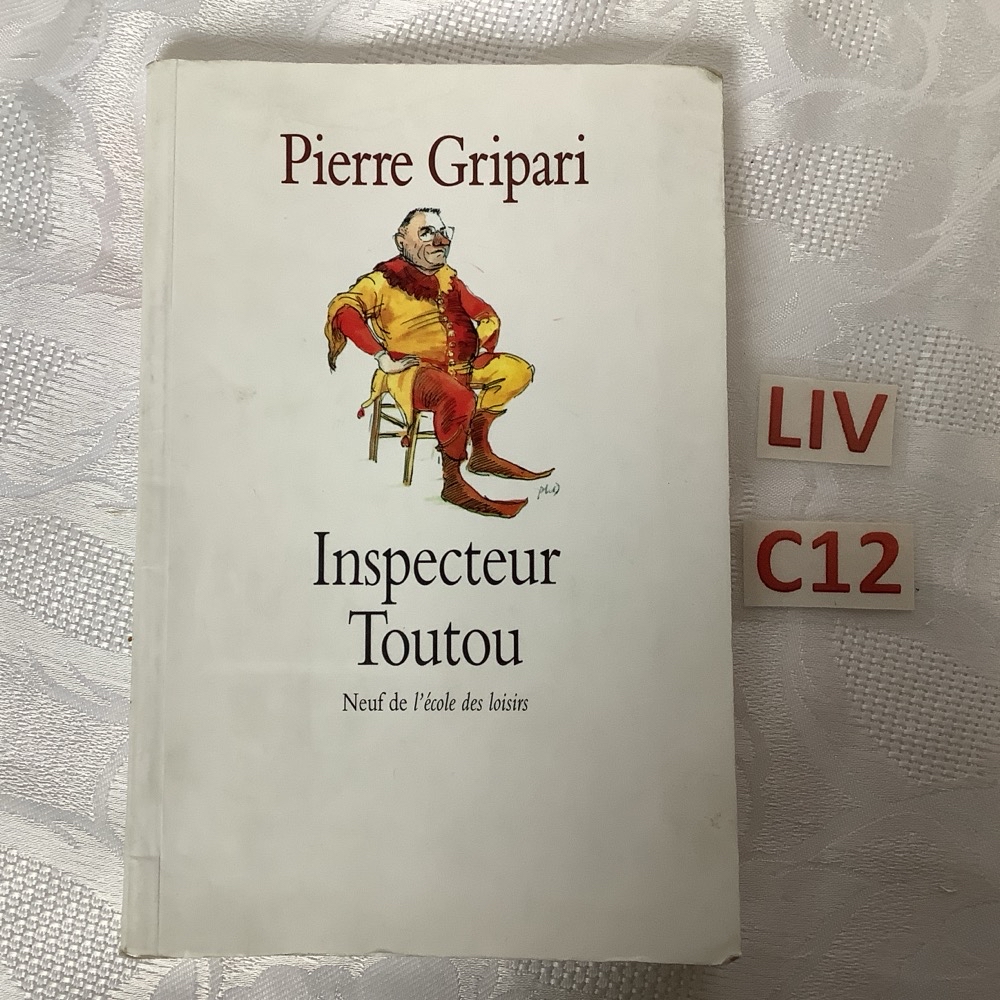 Pierre Gripari
Inspecteur
Toutou
Neuf de l'école des loisirs
LIV
C12